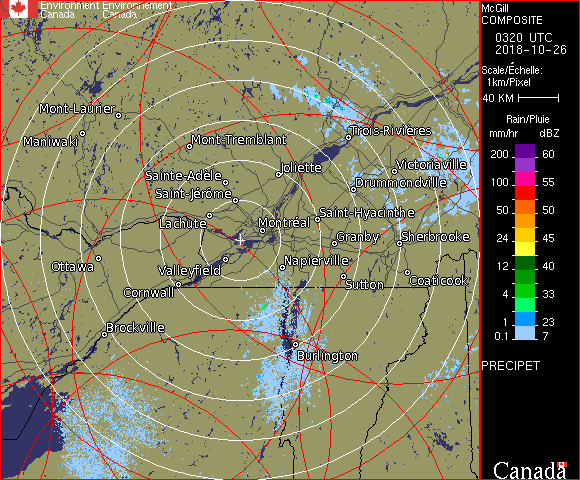 Environment Environnement
Canada Canada
McGill
COMPOSITE
0320 UTC
2018-10-26
Scale/Échelle:
1km/Pixel
40 KM
Rain/Pluie
mm/hr dBZ
200 60
100 55
50 50
24 45
12 40
4 33
1 23
0.1 7
PRECIPET
Canada
Mont-Laurier
Maniwaki
Mont-Tremblant
Trois-Rivières
Victoriaville
Joliette
Sainte-Adèle
Drummondville
Saint-Jérôme
Lachute
Montréal
Saint-Hyacinthe
Granby
Sherbrooke
Ottawa
Valleyfield
Napierville
Cornwall
Sutton
Coaticook
Brockville
Burlington